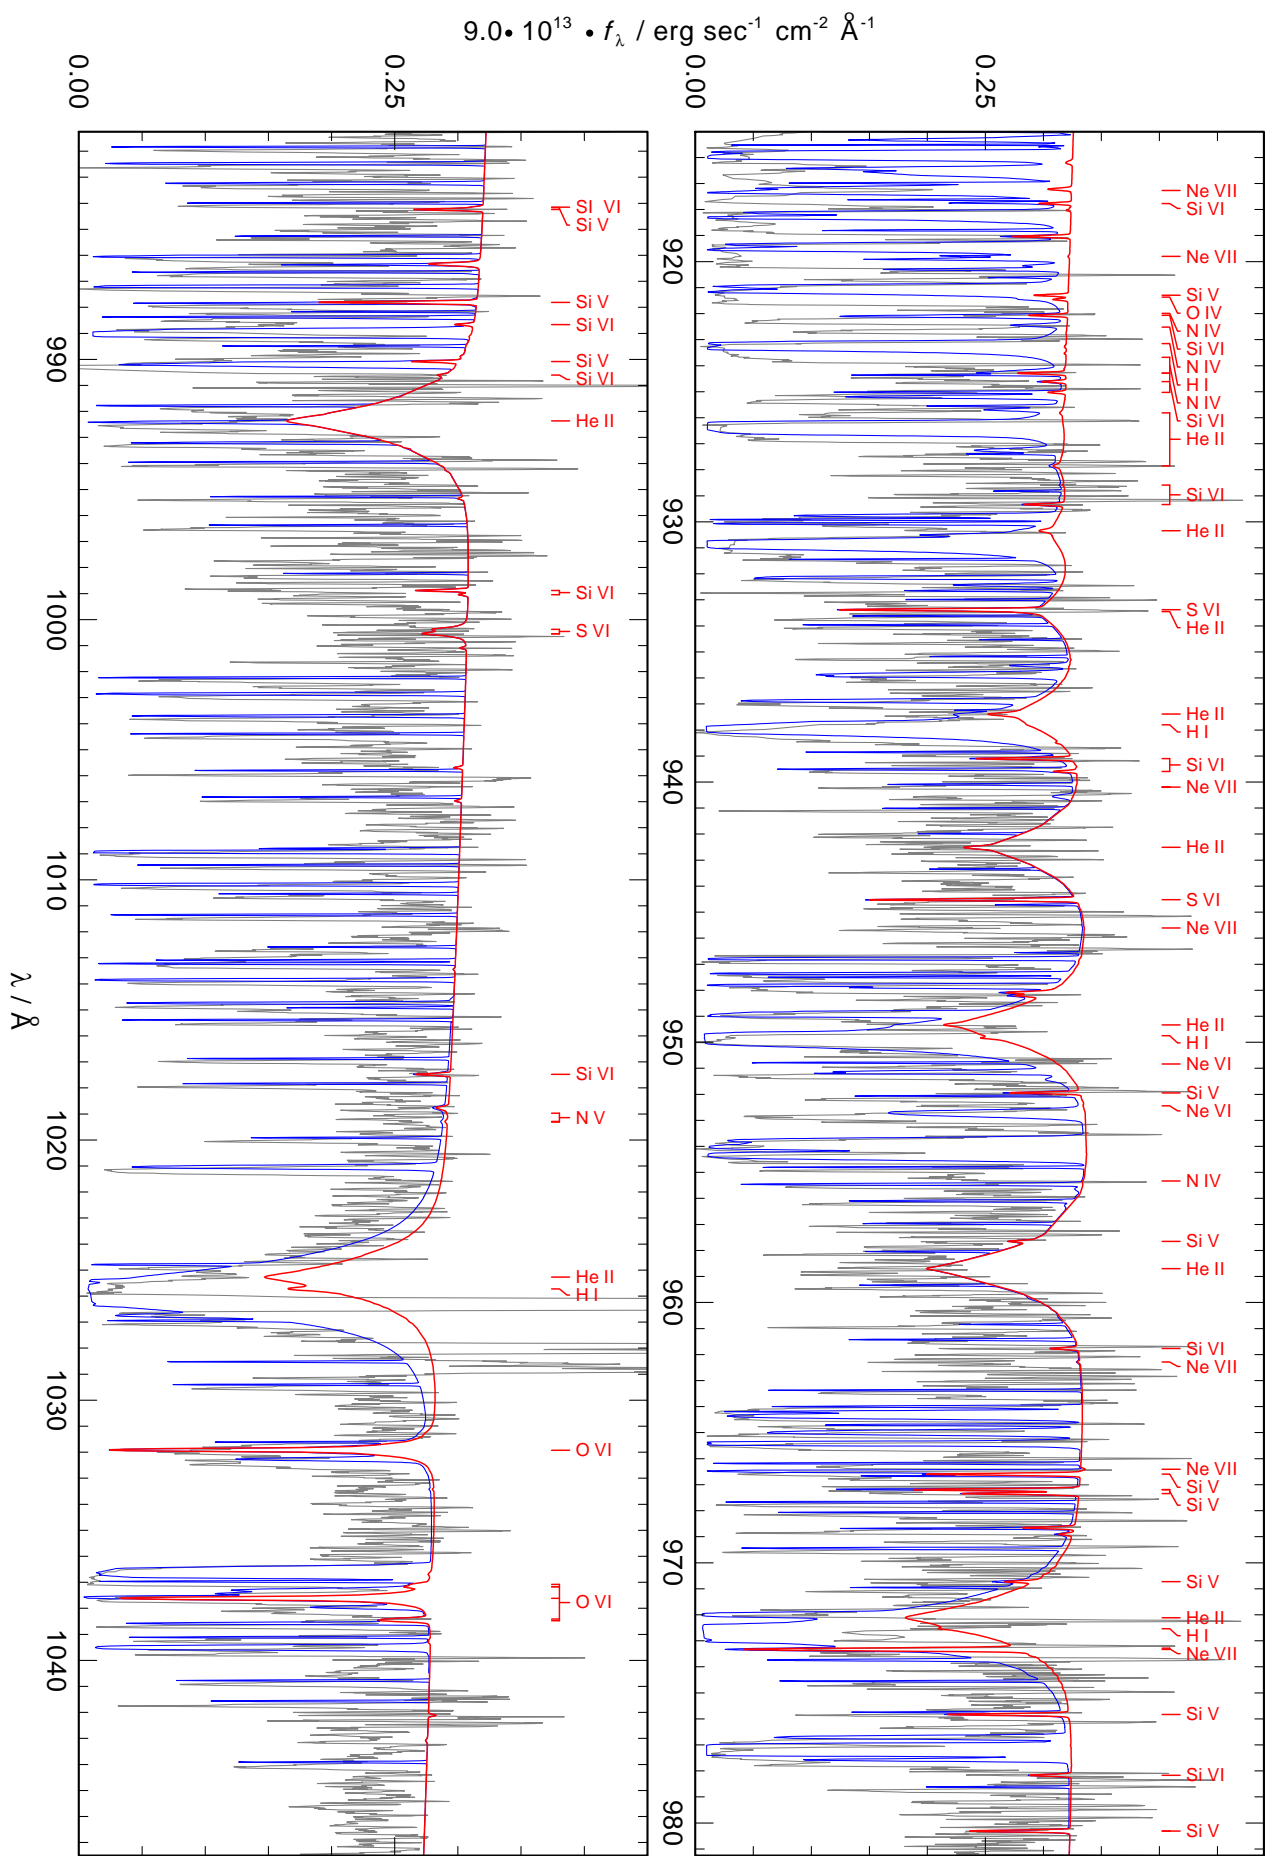 9.0• 10¹³ • f_λ / erg sec⁻¹ cm⁻² Å⁻¹
0.00
0.25
0.00
0.25
Ne VII
Si VI
Ne VII
Si V
O IV
N IV
Si VI
N IV
H I
N IV
Si VI
He II
Si VI
He II
S VI
He II
He II
H I
Si VI
Ne VII
He II
S VI
Ne VII
He II
H I
Ne VI
Si V
Ne VI
N IV
Si V
He II
Si VI
Ne VII
Ne VII
Si V
Si V
Si V
He II
H I
Ne VII
Si V
Si VI
Si V
920
930
940
950
960
970
980
SI VI
Si V
Si V
Si VI
Si V
Si VI
He II
Si VI
S VI
Si VI
N V
He II
H I
O VI
O VI
990
1000
1010
1020
1030
1040
λ / Å